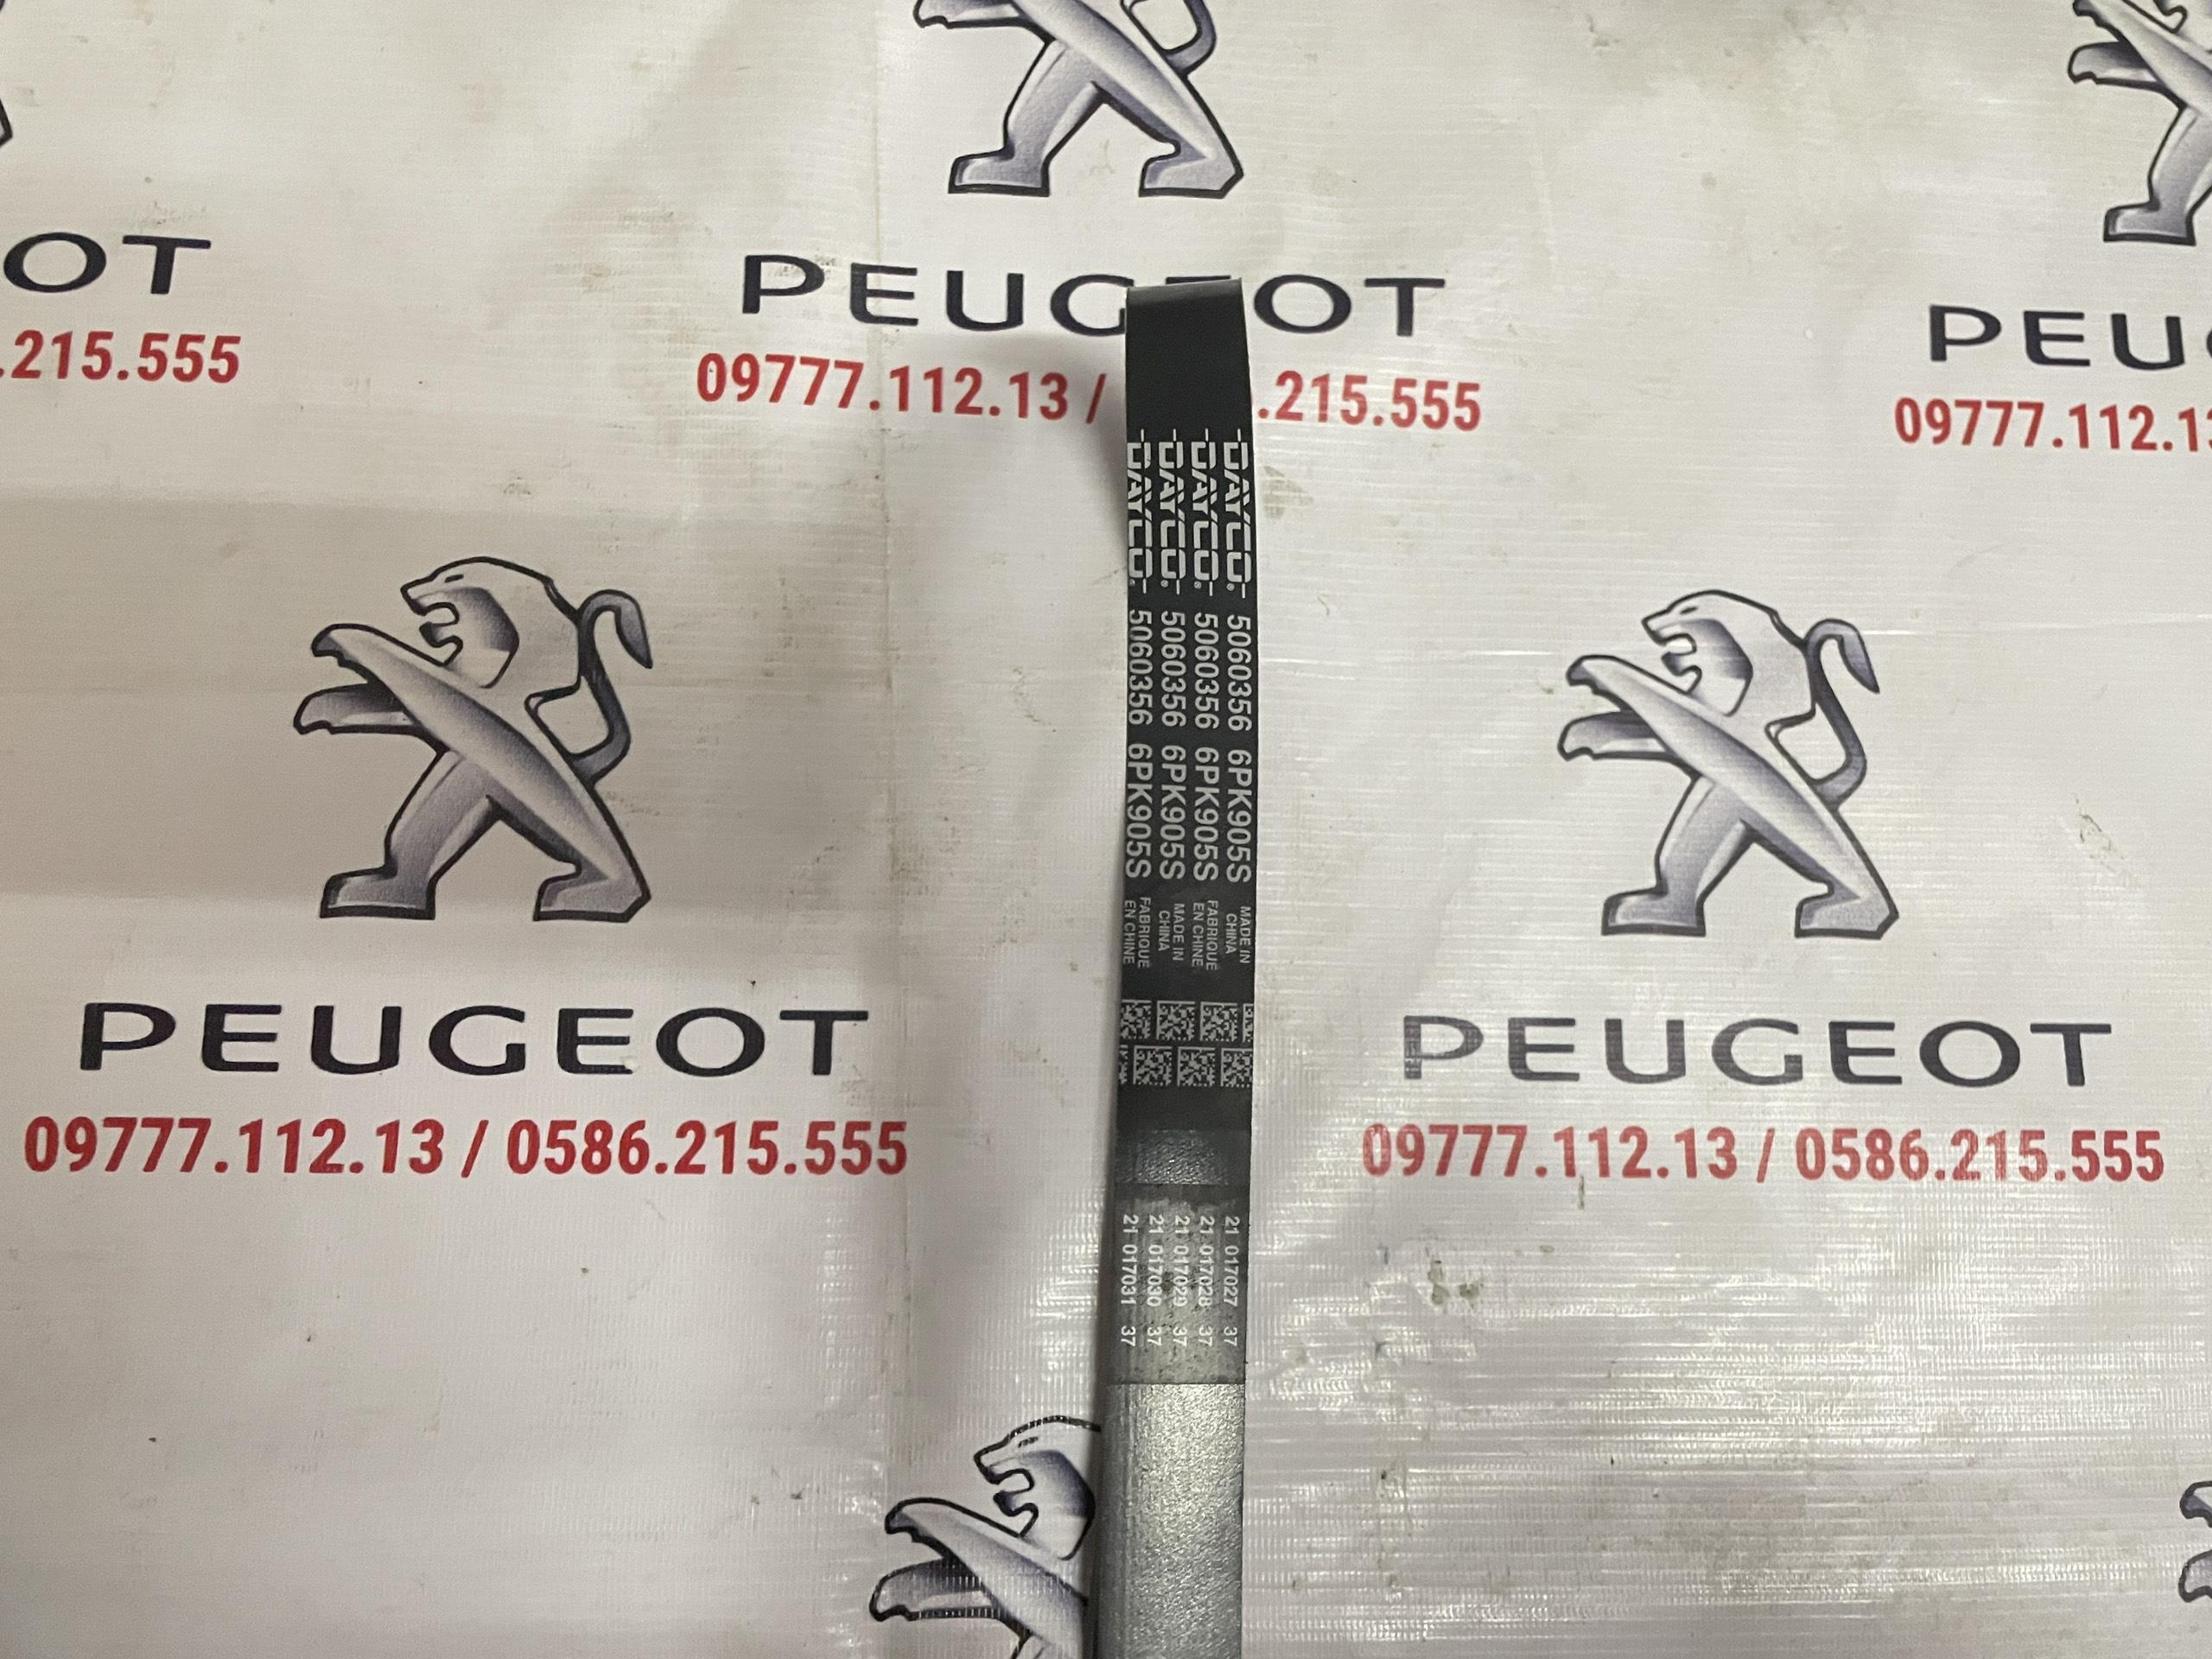 OT
.215.555
PEUGEOT
09777.112.13 / .215.555
PEU
09777.112.13
DAYCO 5060356 6PK905S MADE IN CHINA
DAYCO 5060356 6PK905S FABRIQUE EN CHINE
DAYCO 5060356 6PK905S MADE IN CHINA
DAYCO 5060356 6PK905S FABRIQUE EN CHINE
21 017027 37
21 017028 37
21 017029 37
21 017030 37
21 017031 37
PEUGEOT
09777.112.13 / 0586.215.555
PEUGEOT
09777.112.13 / 0586.215.555